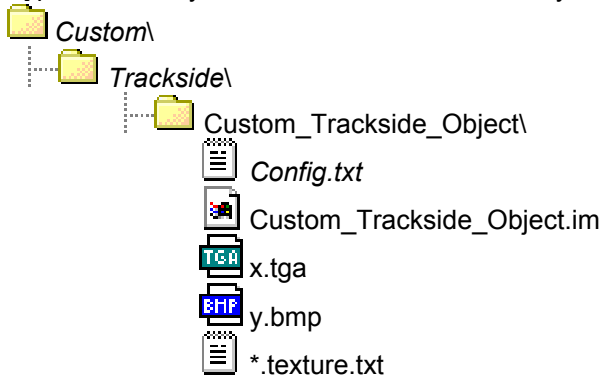 Custom\
Trackside\
Custom_Trackside_Object\
Config.txt
Custom_Trackside_Object.im
TGA x.tga
BMP y.bmp
*.texture.txt